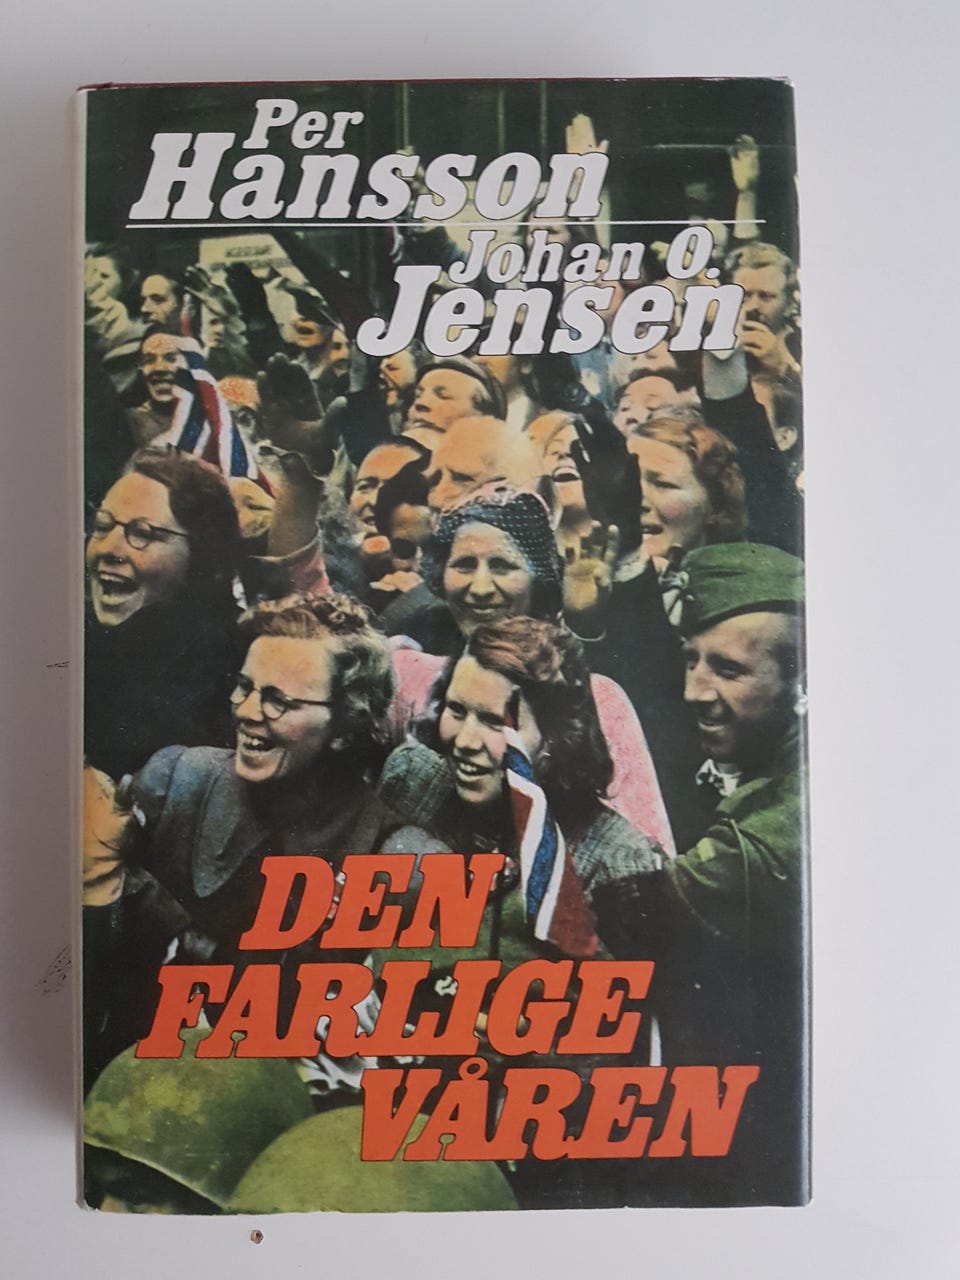 Per
Hansson
Johan O.
Jensen
DEN
FARLIGE
VÅREN